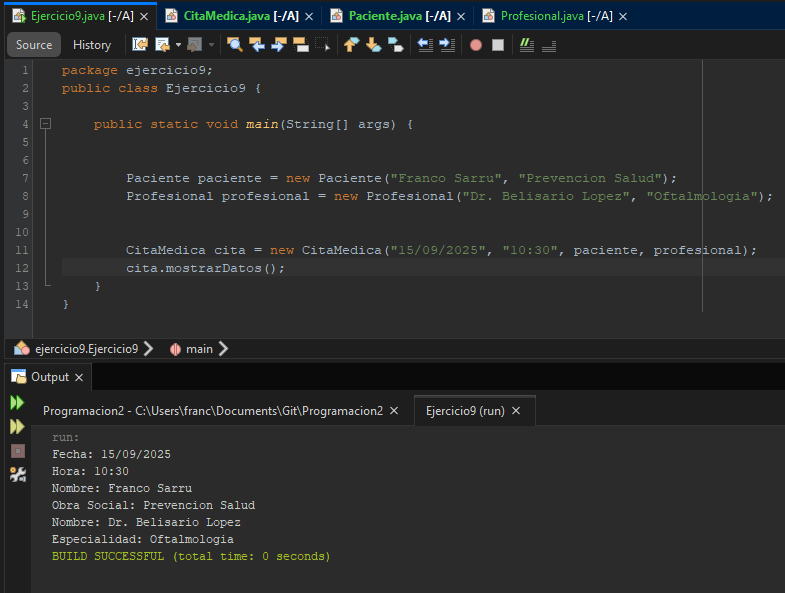 Ejercicio9.java [-/A] × CitaMedica.java [-/A] × Paciente.java [-/A] × Profesional.java [-/A] ×
Source History
1 package ejercicio9;
2 public class Ejercicio9 {
3
4 public static void main(String[] args) {
5
6
7 Paciente paciente = new Paciente("Franco Sarru", "Prevencion Salud");
8 Profesional profesional = new Profesional("Dr. Belisario Lopez", "Oftalmologia");
9
10
11 CitaMedica cita = new CitaMedica("15/09/2025", "10:30", paciente, profesional);
12 cita.mostrarDatos();
13 }
14 }
ejercicio9.Ejercicio9 main
Output ×
Programacion2 - C:\Users\franc\Documents\Git\Programacion2 × Ejercicio9 (run) ×
run:
Fecha: 15/09/2025
Hora: 10:30
Nombre: Franco Sarru
Obra Social: Prevencion Salud
Nombre: Dr. Belisario Lopez
Especialidad: Oftalmologia
BUILD SUCCESSFUL (total time: 0 seconds)